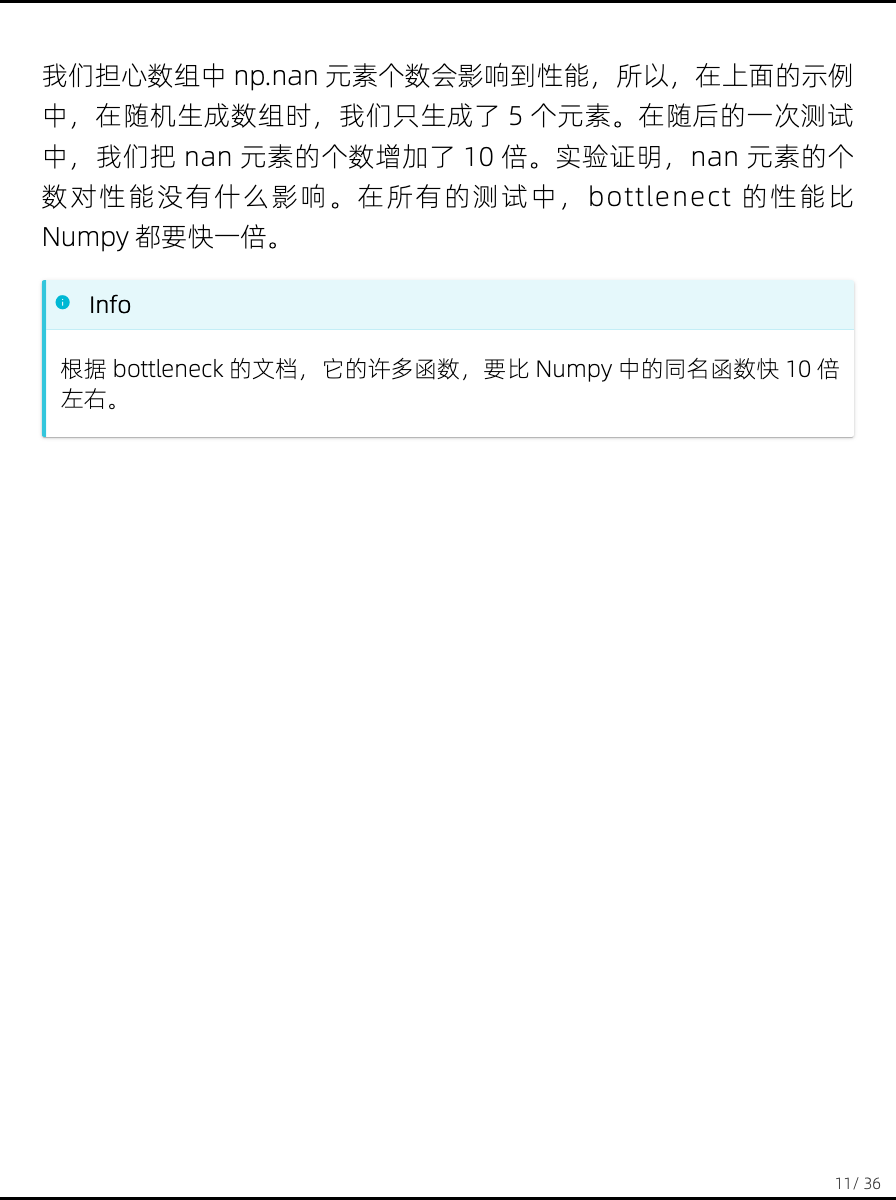 我们担心数组中 np.nan 元素个数会影响到性能，所以，在上面的示例
中，在随机生成数组时，我们只生成了 5 个元素。在随后的一次测试
中，我们把 nan 元素的个数增加了 10 倍。实验证明，nan 元素的个
数对性能没有什么影响。在所有的测试中，bottlenect 的性能比
Numpy 都要快一倍。
Info
根据 bottleneck 的文档，它的许多函数，要比 Numpy 中的同名函数快 10 倍
左右。
11/ 36